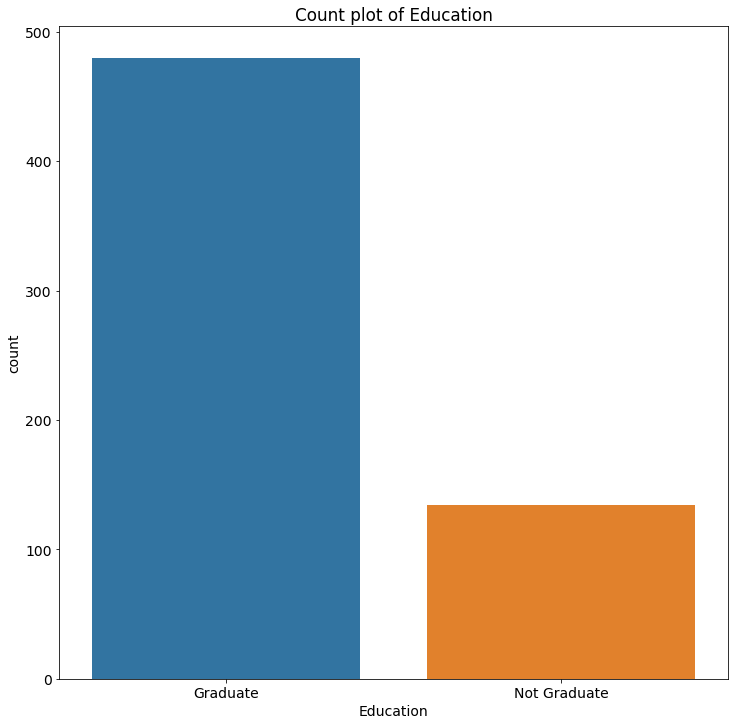 Count plot of Education
500
400
300
200
100
0
count
Graduate
Not Graduate
Education